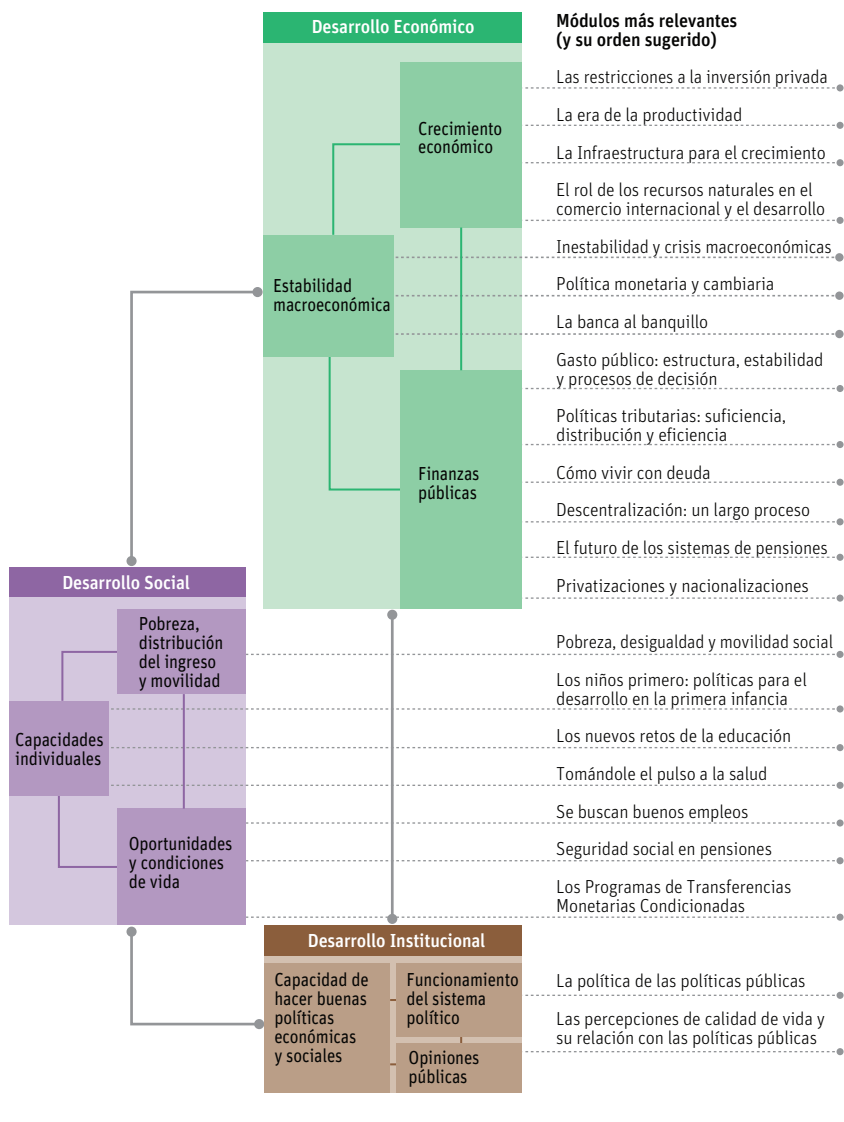 Desarrollo Económico
Módulos más relevantes
(y su orden sugerido)
Crecimiento
económico
Las restricciones a la inversión privada
La era de la productividad
La Infraestructura para el crecimiento
El rol de los recursos naturales en el
comercio internacional y el desarrollo
Estabilidad
macroeconómica
Inestabilidad y crisis macroeconómicas
Política monetaria y cambiaria
La banca al banquillo
Finanzas
públicas
Gasto público: estructura, estabilidad
y procesos de decisión
Políticas tributarias: suficiencia,
distribución y eficiencia
Cómo vivir con deuda
Descentralización: un largo proceso
El futuro de los sistemas de pensiones
Privatizaciones y nacionalizaciones
Desarrollo Social
Pobreza,
distribución
del ingreso
y movilidad
Pobreza, desigualdad y movilidad social
Capacidades
individuales
Los niños primero: políticas para el
desarrollo en la primera infancia
Los nuevos retos de la educación
Tomándole el pulso a la salud
Oportunidades
y condiciones
de vida
Se buscan buenos empleos
Seguridad social en pensiones
Los Programas de Transferencias
Monetarias Condicionadas
Desarrollo Institucional
Capacidad de
hacer buenas
políticas
económicas
y sociales
Funcionamiento
del sistema
político
La política de las políticas públicas
Opiniones
públicas
Las percepciones de calidad de vida y
su relación con las políticas públicas